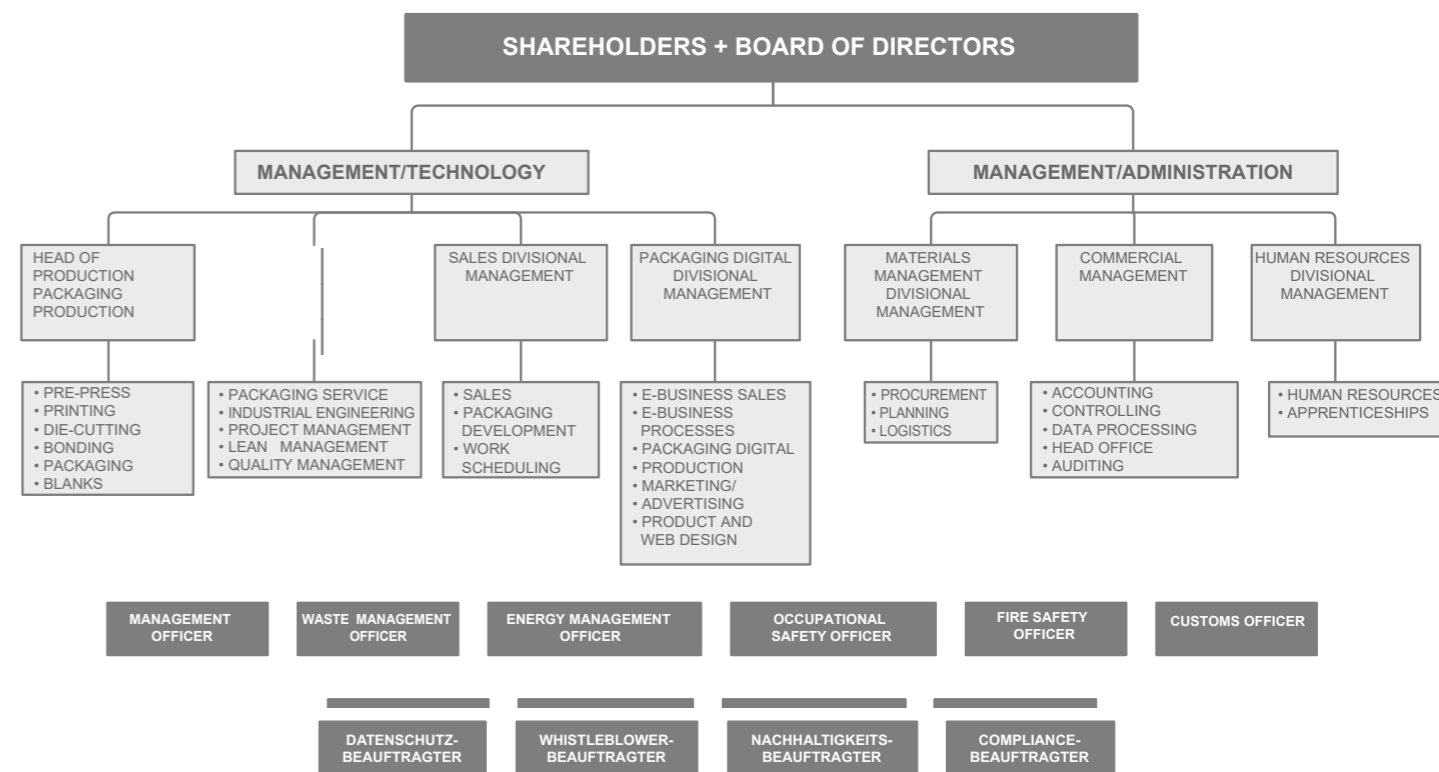 SHAREHOLDERS + BOARD OF DIRECTORS
MANAGEMENT/TECHNOLOGY
MANAGEMENT/ADMINISTRATION
HEAD OF
PRODUCTION
PACKAGING
PRODUCTION
SALES DIVISIONAL
MANAGEMENT
PACKAGING DIGITAL
DIVISIONAL
MANAGEMENT
MATERIALS
MANAGEMENT
DIVISIONAL
MANAGEMENT
COMMERCIAL
MANAGEMENT
HUMAN RESOURCES
DIVISIONAL
MANAGEMENT
• PRE-PRESS
• PRINTING
• DIE-CUTTING
• BONDING
• PACKAGING
• BLANKS
• PACKAGING SERVICE
• INDUSTRIAL ENGINEERING
• PROJECT MANAGEMENT
• LEAN MANAGEMENT
• QUALITY MANAGEMENT
• SALES
• PACKAGING
DEVELOPMENT
• WORK
SCHEDULING
• E-BUSINESS SALES
• E-BUSINESS
PROCESSES
• PACKAGING DIGITAL
• PRODUCTION
• MARKETING/
• ADVERTISING
• PRODUCT AND
WEB DESIGN
• PROCUREMENT
• PLANNING
• LOGISTICS
• ACCOUNTING
• CONTROLLING
• DATA PROCESSING
• HEAD OFFICE
• AUDITING
• HUMAN RESOURCES
• APPRENTICESHIPS
MANAGEMENT
OFFICER
WASTE MANAGEMENT
OFFICER
ENERGY MANAGEMENT
OFFICER
OCCUPATIONAL
SAFETY OFFICER
FIRE SAFETY
OFFICER
CUSTOMS OFFICER
DATENSCHUTZ-
BEAUFTRAGTER
WHISTLEBLOWER-
BEAUFTRAGTER
NACHHALTIGKEITS-
BEAUFTRAGTER
COMPLIANCE-
BEAUFTRAGTER